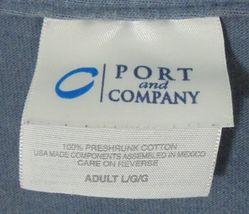 PORT
and
COMPANY
100% PRESHRUNK COTTON
USA MADE COMPONENTS ASSEMBLED IN MEXICO
CARE ON REVERSE
ADULT L/G/G